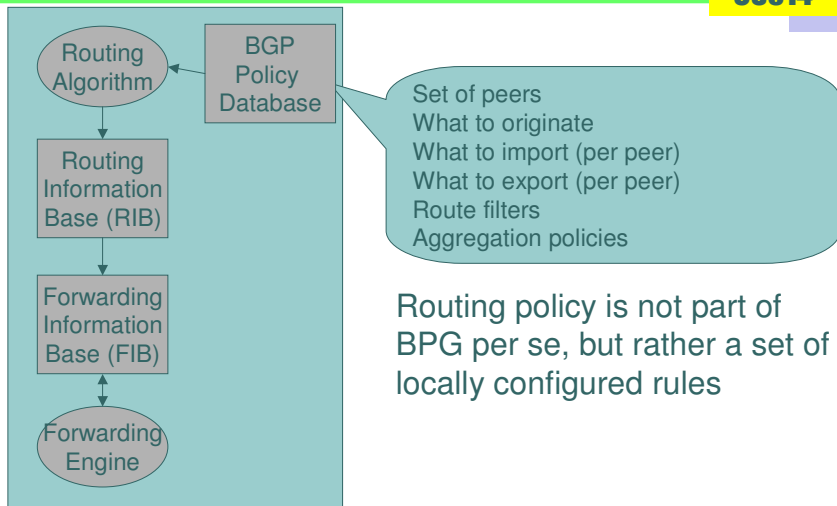 Routing
Algorithm
BGP
Policy
Database
Set of peers
What to originate
What to import (per peer)
What to export (per peer)
Route filters
Aggregation policies
Routing
Information
Base (RIB)
Forwarding
Information
Base (FIB)
Forwarding
Engine
Routing policy is not part of
BPG per se, but rather a set of
locally configured rules